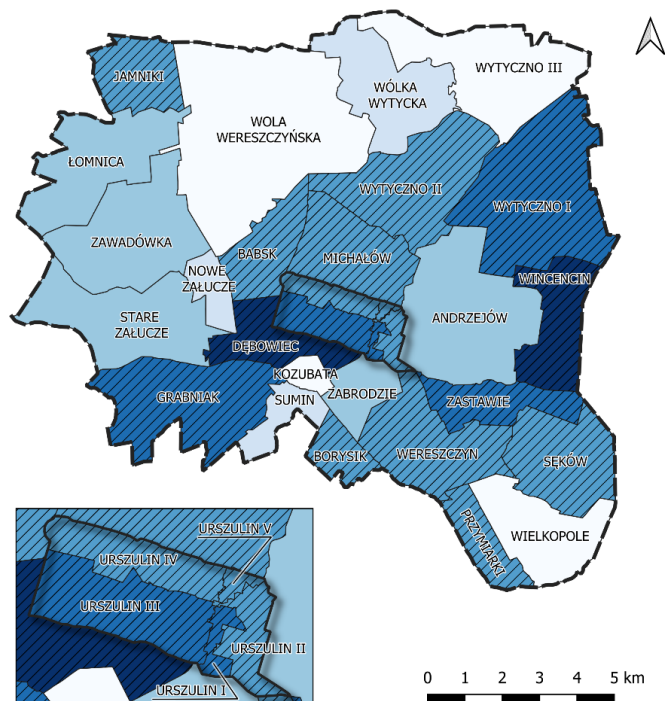 JAMNIKI
WYTYCZNO III
WÓLKA
WYTYCKA
WOLA
WERESZCZYŃSKA
ŁOMNICA
WYTYCZNO II
WYTYCZNO I
ZAWADÓWKA
BABSK
MICHAŁÓW
NOWE
ZAŁUCZE
WINCENCIN
STARE
ZAŁUCZE
ANDRZEJÓW
DĘBOWIEC
KOZUBATA
GRABNIAK
SUMIN
ZABRODZIE
ZASTAWIE
BORYSIK
WERESZCZYN
SĘKÓW
PRZYMIARKI
WIELKOPOLE
URSZULIN V
URSZULIN IV
URSZULIN III
URSZULIN II
URSZULIN I
0 1 2 3 4 5 km